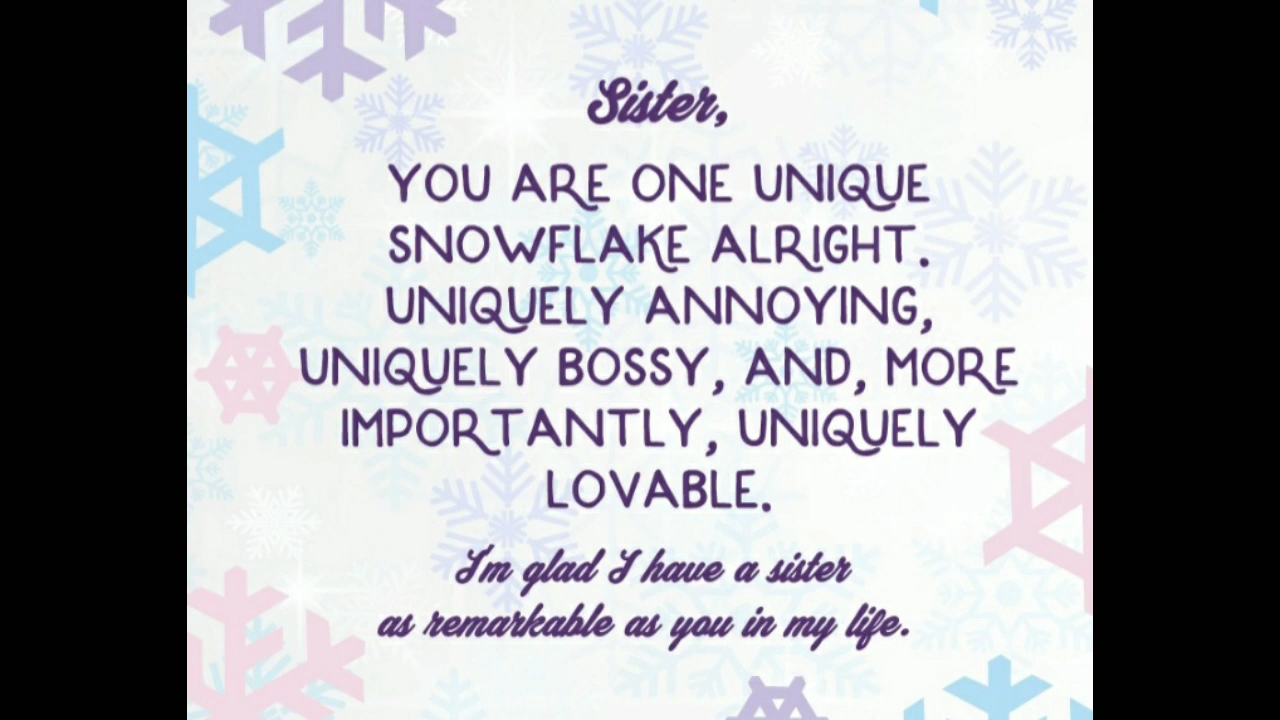 Sister,
YOU ARE ONE UNIQUE
SNOWFLAKE ALRIGHT.
UNIQUELY ANNOYING,
UNIQUELY BOSSY, AND, MORE
IMPORTANTLY, UNIQUELY
LOVABLE.
I'm glad I have a sister
as remarkable as you in my life.